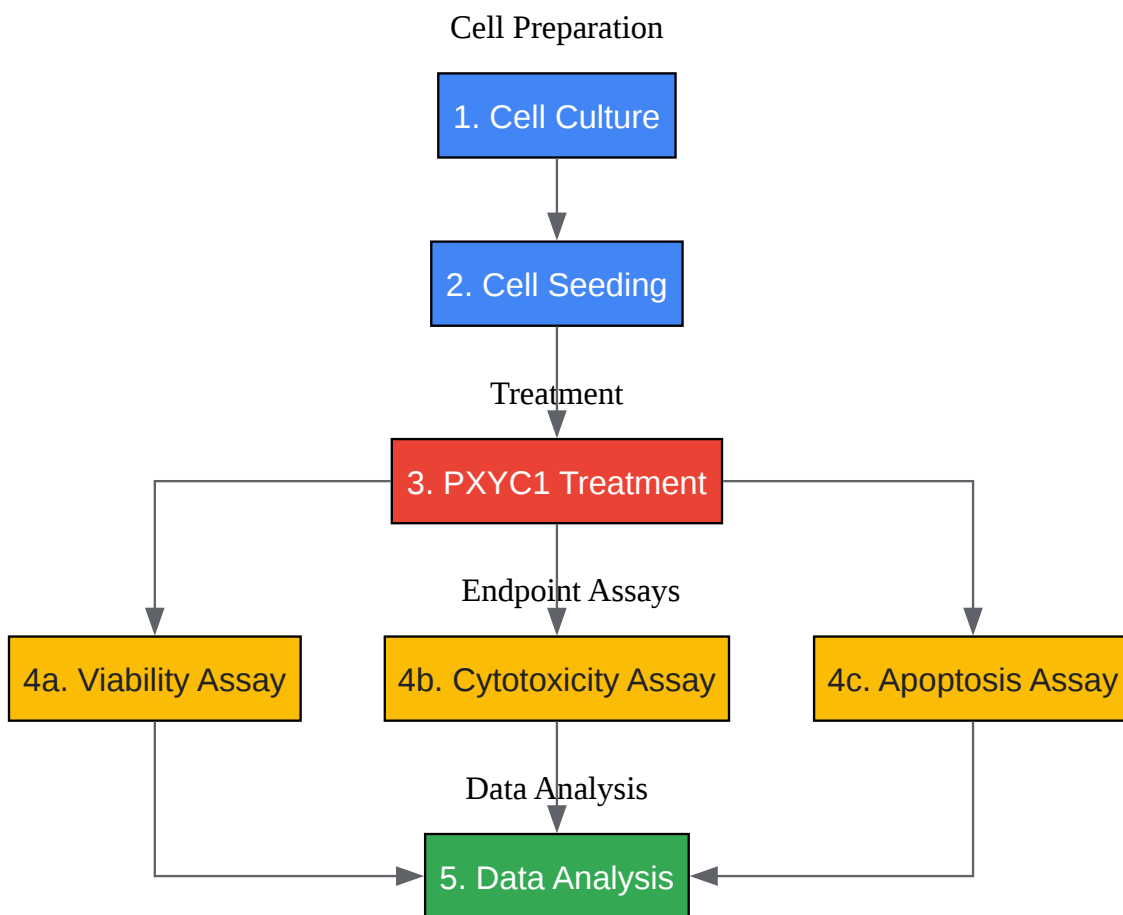 Cell Preparation
1. Cell Culture
2. Cell Seeding
Treatment
3. PXYC1 Treatment
Endpoint Assays
4a. Viability Assay
4b. Cytotoxicity Assay
4c. Apoptosis Assay
Data Analysis
5. Data Analysis